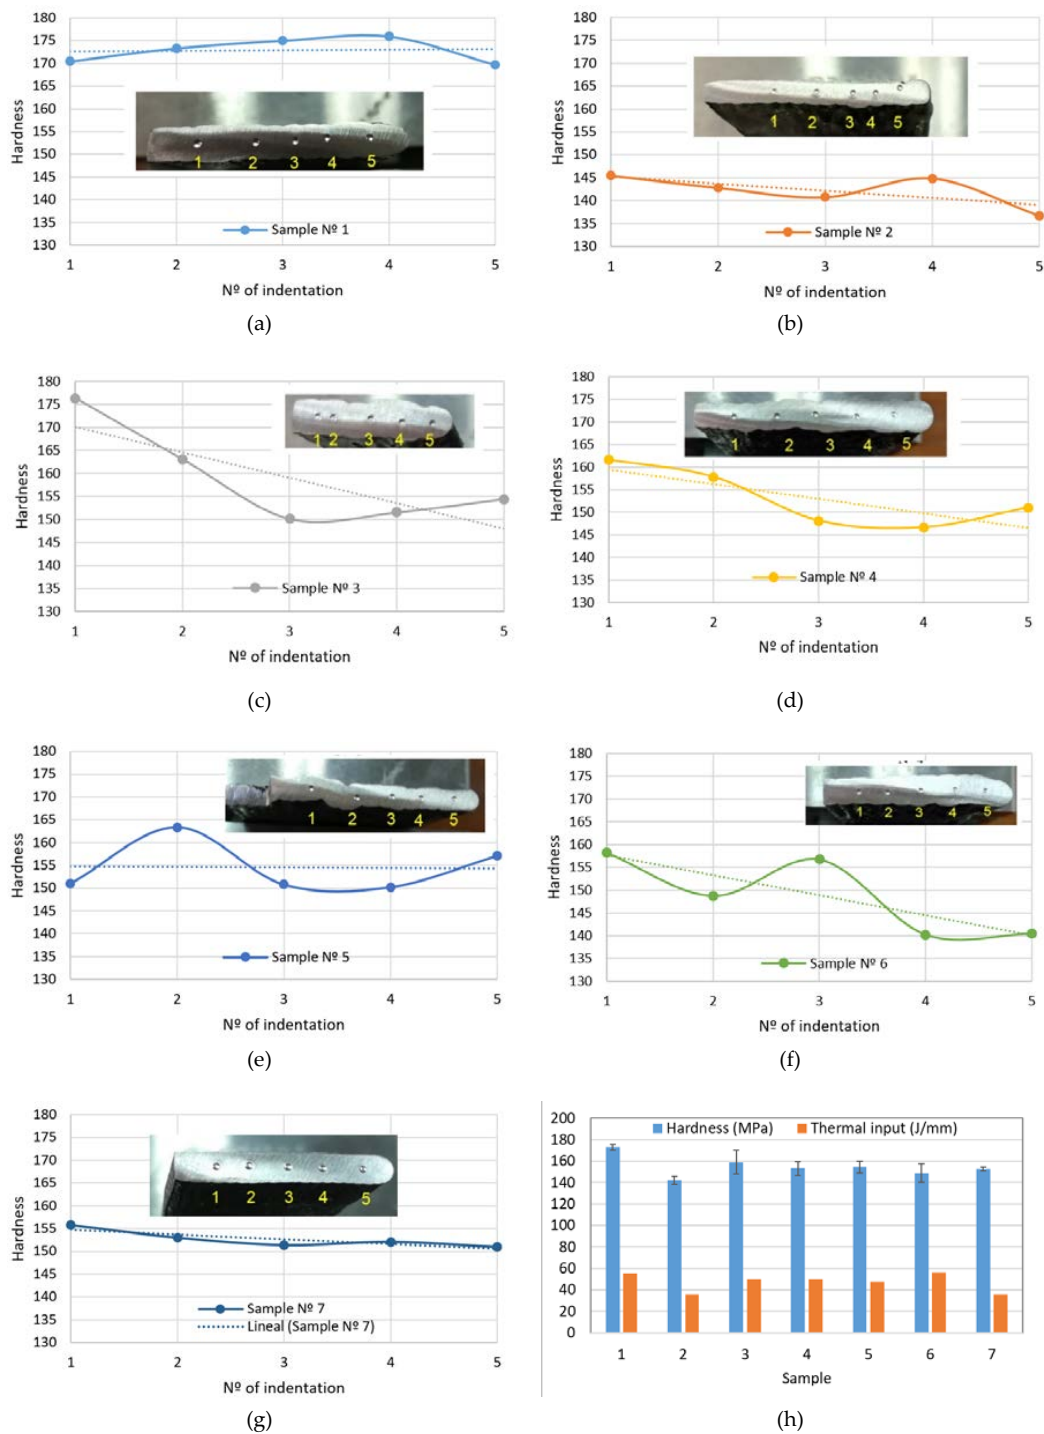 180
175
170
165
160
155
150
145
140
135
130
Hardness
1 2 3 4 5
Sample Nº 1
1 2 3 4 5
Nº of indentation
(a)
180
175
170
165
160
155
150
145
140
135
130
Hardness
1 2 3 4 5
Sample Nº 2
1 2 3 4 5
Nº of indentation
(b)
180
175
170
165
160
155
150
145
140
135
130
Hardness
1 2 3 4 5
Sample Nº 3
1 2 3 4 5
Nº of indentation
(c)
180
175
170
165
160
155
150
145
140
135
130
Hardness
1 2 3 4 5
Sample Nº 4
1 2 3 4 5
Nº of indentation
(d)
180
175
170
165
160
155
150
145
140
135
130
Hardness
1 2 3 4 5
Sample Nº 5
1 2 3 4 5
Nº of indentation
(e)
180
175
170
165
160
155
150
145
140
135
130
Hardness
1 2 3 4 5
Sample Nº 6
1 2 3 4 5
Nº of indentation
(f)
180
175
170
165
160
155
150
145
140
135
130
Hardness
1 2 3 4 5
Sample Nº 7
Lineal (Sample Nº 7)
1 2 3 4 5
Nº of indentation
(g)
200
180
160
140
120
100
80
60
40
20
0
Hardness (MPa) Thermal input (J/mm)
1 2 3 4 5 6 7
Sample
(h)